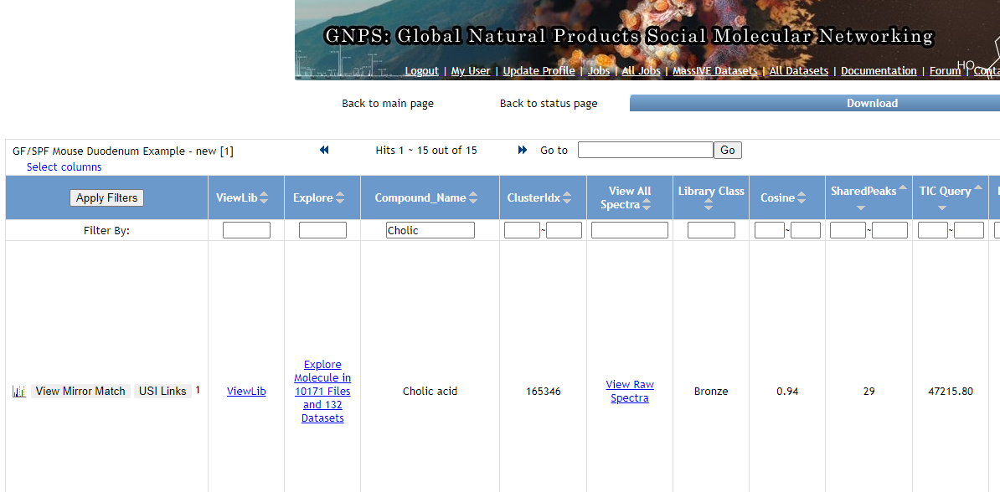 GNPS: Global Natural Products Social Molecular Networking
HO
Logout | My User | Update Profile | Jobs | All Jobs | MassIVE Datasets | All Datasets | Documentation | Forum | Conta
Back to main page Back to status page Download
GF/SPF Mouse Duodenum Example - new [1] Hits 1 ~ 15 out of 15 Go to Go
Select columns
Apply Filters ViewLib Explore Compound_Name ClusterIdx View All Spectra Library Class Cosine SharedPeaks TIC Query
Filter By: Cholic ~ ~ ~ ~
View Mirror Match USI Links 1 ViewLib
Explore
Molecule in
10171 Files
and 132
Datasets
Cholic acid 165346
View Raw
Spectra
Bronze 0.94 29 47215.80